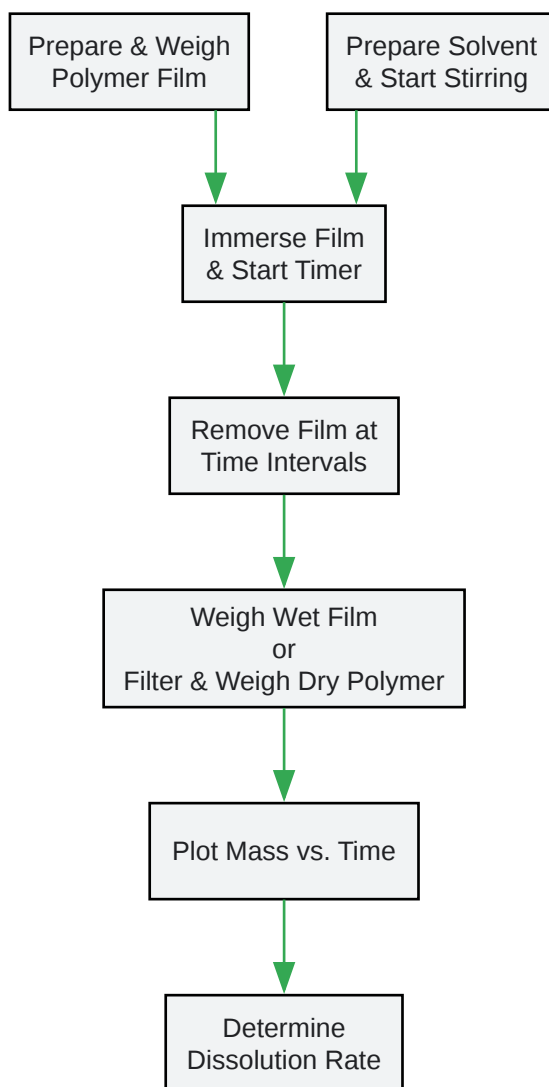 Prepare & Weigh
Polymer Film
Prepare Solvent
& Start Stirring
Immerse Film
& Start Timer
Remove Film at
Time Intervals
Weigh Wet Film
or
Filter & Weigh Dry Polymer
Plot Mass vs. Time
Determine
Dissolution Rate